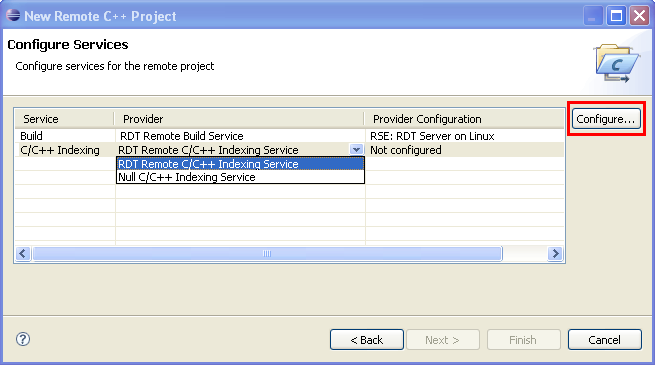 New Remote C++ Project
Configure Services
Configure services for the remote project
Service Provider Provider Configuration
Build RDT Remote Build Service RSE: RDT Server on Linux
C/C++ Indexing RDT Remote C/C++ Indexing Service Not configured
RDT Remote C/C++ Indexing Service
Null C/C++ Indexing Service
Configure...
< Back Next > Finish Cancel